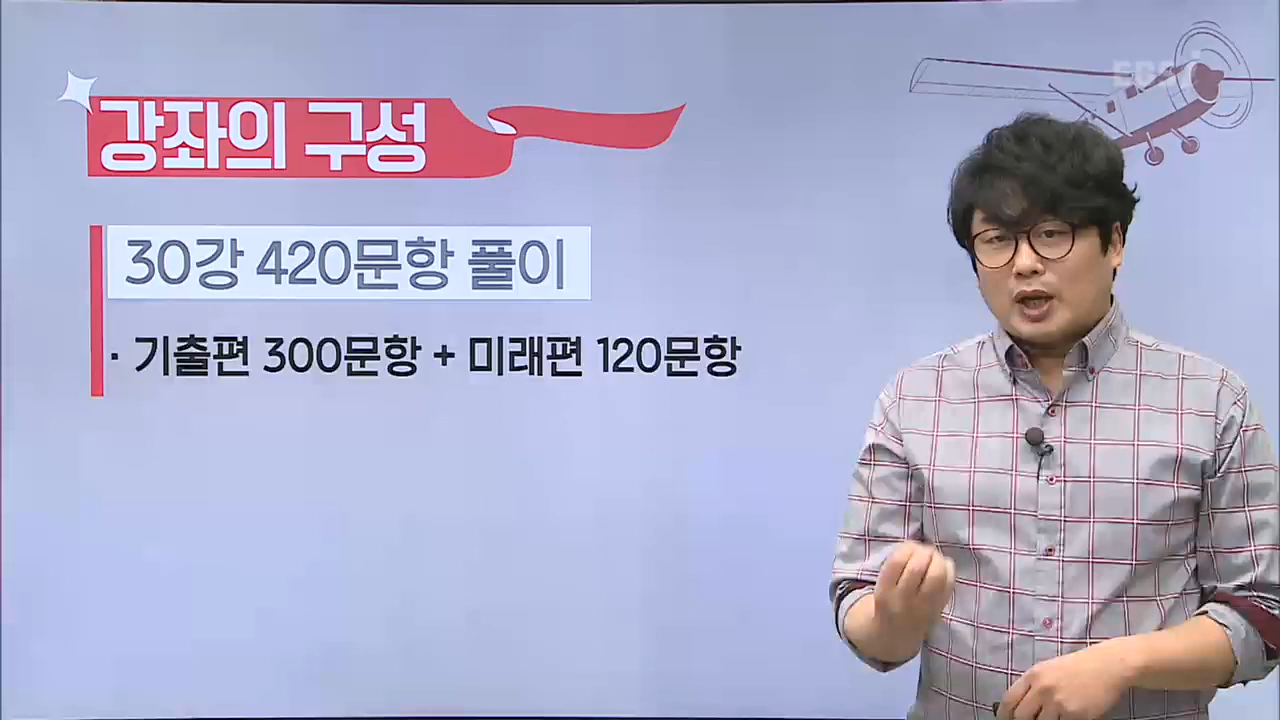 강좌의 구성
30강 420문항 풀이
· 기출편 300문항 + 미래편 120문항